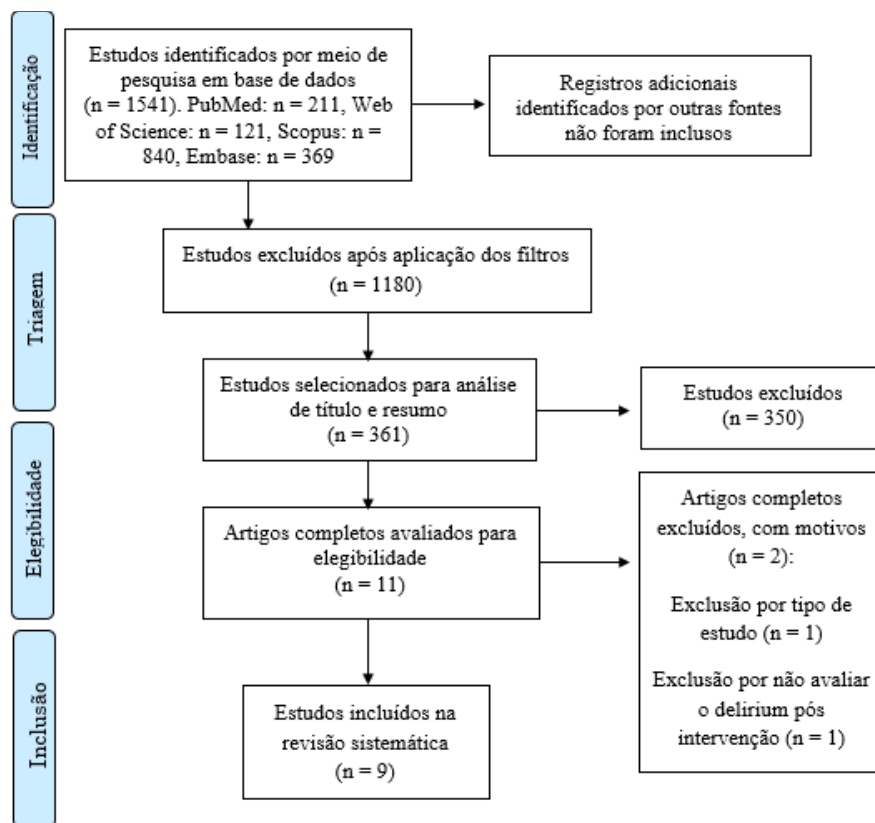 Identificação
Estudos identificados por meio de
pesquisa em base de dados
(n = 1541). PubMed: n = 211, Web
of Science: n = 121, Scopus: n =
840, Embase: n = 369
Registros adicionais
identificados por outras fontes
não foram inclusos
Triagem
Estudos excluídos após aplicação dos filtros
(n = 1180)
Estudos selecionados para análise
de título e resumo
(n = 361)
Estudos excluídos
(n = 350)
Elegibilidade
Artigos completos avaliados para
elegibilidade
(n = 11)
Artigos completos
excluídos, com motivos
(n = 2):
Exclusão por tipo de
estudo (n = 1)
Exclusão por não avaliar
o delirium pós
intervenção (n = 1)
Inclusão
Estudos incluídos na
revisão sistemática
(n = 9)